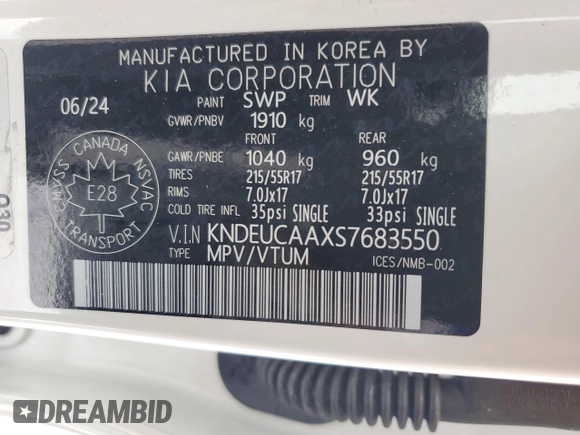 MANUFACTURED IN KOREA BY
KIA CORPORATION
06/24 PAINT SWP TRIM WK
GVWR/PNBV 1910 kg
FRONT REAR
GAWR/PNBE 1040 kg 960 kg
TIRES 215/55R17 215/55R17
RIMS 7.0Jx17 7.0Jx17
COLD TIRE INFL 35psi SINGLE 33psi SINGLE
V.I.N KNDEUCAAXS7683550
TYPE MPV/VTUM ICES/NMB-002
CANADA
CMVSS NSVAC
E28
TRANSPORT
030
DREAMBID